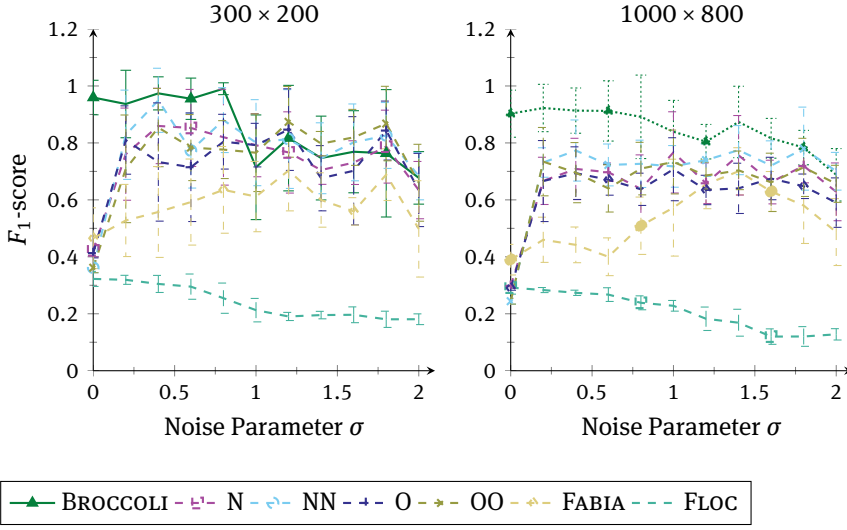 300 × 200
1000 × 800
F₁-score
1.2
1
0.8
0.6
0.4
0.2
0
0 0.5 1 1.5 2
Noise Parameter σ
1.2
1
0.8
0.6
0.4
0.2
0
0 0.5 1 1.5 2
Noise Parameter σ
BROCCOLI N NN O OO FABIA FLOC